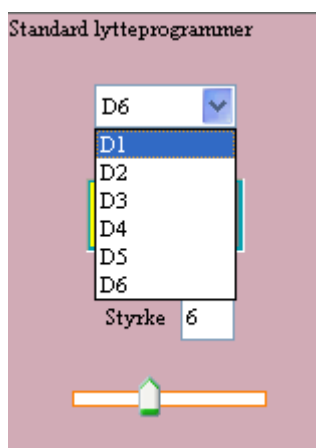 Standard lytteprogrammer
D6
D1
D2
D3
D4
D5
D6
Styrke 6